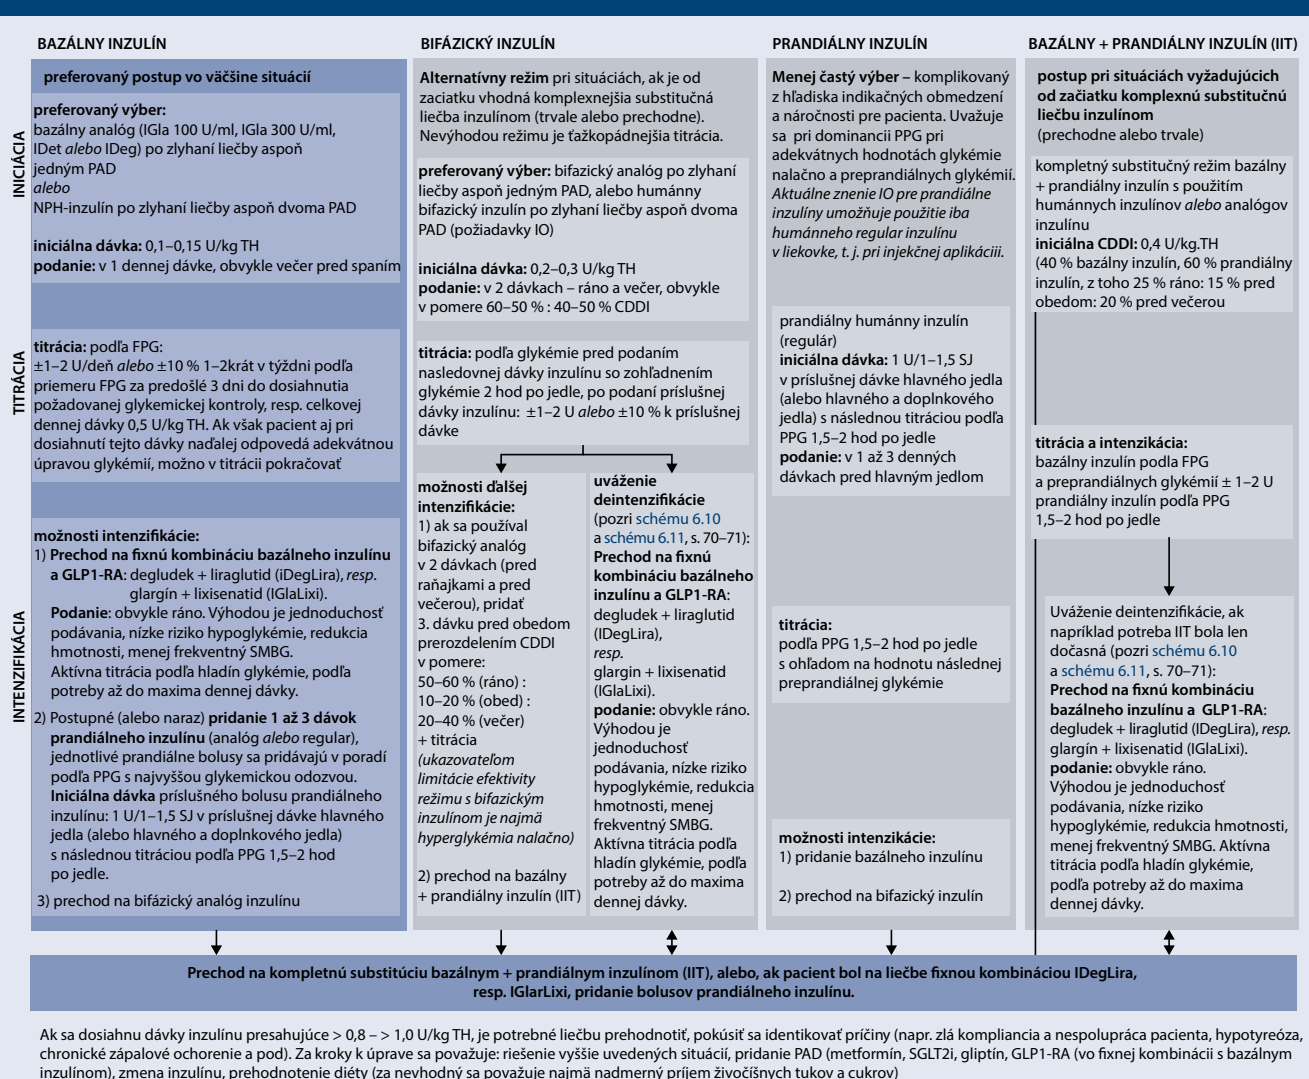 BAZÁLNY INZULÍN
preferovaný postup vo väčšine situácií
INICIÁCIA
preferovaný výber:
bazálny analóg (IGla 100 U/ml, IGla 300 U/ml,
IDet alebo IDeg) po zlyhaní liečby aspoň
jedným PAD
alebo
NPH-inzulín po zlyhaní liečby aspoň dvoma PAD
iniciálna dávka: 0,1–0,15 U/kg TH
podanie: v 1 dennej dávke, obvykle večer pred spaním
TITRÁCIA
titrácia: podľa FPG:
±1–2 U/deň alebo ±10 % 1–2krát v týždni podľa
priemeru FPG za predošlé 3 dni do dosiahnutia
požadovanej glykemickej kontroly, resp. celkovej
dennej dávky 0,5 U/kg TH. Ak však pacient aj pri
dosiahnutí tejto dávky naďalej odpovedá adekvátnou
úpravou glykémií, možno v titrácii pokračovať
INTENZIFIKÁCIA
možnosti intenzifikácie:
1) Prechod na fixnú kombináciu bazálneho inzulínu
a GLP1-RA: degludek + liraglutid (iDegLira), resp.
glargín + lixisenatid (IGlaLixi).
Podanie: obvykle ráno. Výhodou je jednoduchosť
podávania, nízke riziko hypoglykémie, redukcia
hmotnosti, menej frekventný SMBG.
Aktívna titrácia podľa hladín glykémie, podľa
potreby až do maxima dennej dávky.
2) Postupné (alebo naraz) pridanie 1 až 3 dávok
prandiálneho inzulínu (analóg alebo regular),
jednotlivé prandiálne bolusy sa pridávajú v poradí
podľa PPG s najvyššou glykemickou odozvou.
Iniciálna dávka príslušného bolusu prandiálneho
inzulínu: 1 U/1–1,5 SJ v príslušnej dávke hlavného
jedla (alebo hlavného a doplnkového jedla)
s následnou titráciou podľa PPG 1,5–2 hod
po jedle.
3) prechod na bifázický analóg inzulínu
BIFÁZICKÝ INZULÍN
Alternatívny režim pri situáciách, ak je od
zaciatku vhodná komplexnejšia substitučná
liečba inzulínom (trvale alebo prechodne).
Nevýhodou režimu je ťažkopádnejšia titrácia.
preferovaný výber: bifazický analóg po zlyhaní
liečby aspoň jedným PAD, alebo humánny
bifazický inzulín po zlyhaní liečby aspoň dvoma
PAD (požiadavky IO)
iniciálna dávka: 0,2–0,3 U/kg TH
podanie: v 2 dávkach – ráno a večer, obvykle
v pomere 60–50 % : 40–50 % CDDI
titrácia: podľa glykémie pred podaním
nasledovnej dávky inzulínu so zohľadnením
glykémie 2 hod po jedle, po podaní príslušnej
dávky inzulínu: ±1–2 U alebo ±10 % k príslušnej
dávke
možnosti ďalšej
intenzifikácie:
1) ak sa používal
bifazický analóg
v 2 dávkach (pred
raňajkami a pred
večerou), pridať
3. dávku pred obedom
prerozdelením CDDI
v pomere:
50–60 % (ráno) :
10–20 % (obed) :
20–40 % (večer)
+ titrácia
(ukazovateľom
limitácie efektivity
režimu s bifazickým
inzulínom je najmä
hyperglykémia nalačno)
2) prechod na bazálny
+ prandiálny inzulín (IIT)
uváženie
deintenzifikácie
(pozri schému 6.10
a schému 6.11, s. 70–71):
Prechod na fixnú
kombináciu bazálneho
inzulínu a GLP1-RA:
degludek + liraglutid
(IDegLira),
resp.
glargin + lixisenatid
(IGlaLixi).
podanie: obvykle ráno.
Výhodou je
jednoduchosť
podávania, nízke riziko
hypoglykémie, redukcia
hmotnosti, menej
frekventný SMBG.
Aktívna titrácia podľa
hladín glykémie, podľa
potreby až do maxima
dennej dávky.
PRANDIÁLNY INZULÍN
Menej častý výber – komplikovaný
z hľadiska indikačných obmedzení
a náročnosti pre pacienta. Uvažuje
sa pri dominancii PPG pri
adekvátnych hodnotách glykémie
nalačno a preprandiálnych glykémií.
Aktuálne znenie IO pre prandiálne
inzulíny umožňuje použitie iba
humánneho regular inzulínu
v liekovke, t. j. pri injekčnej aplikáciii.
prandiálny humánny inzulín
(regulár)
iniciálna dávka: 1 U/1–1,5 SJ
v príslušnej dávke hlavného jedla
(alebo hlavného a doplnkového
jedla) s následnou titráciou podľa
PPG 1,5–2 hod po jedle
podanie: v 1 až 3 denných
dávkach pred hlavným jedlom
titrácia:
podľa PPG 1,5–2 hod po jedle
s ohľadom na hodnotu následnej
preprandiálnej glykémie
možnosti intenzikácie:
1) pridanie bazálneho inzulínu
2) prechod na bifazický inzulín
BAZÁLNY + PRANDIÁLNY INZULÍN (IIT)
postup pri situáciách vyžadujúcich
od začiatku komplexnú substitučnú
liečbu inzulínom
(prechodne alebo trvale)
kompletný substitučný režim bazálny
+ prandiálny inzulín s použitím
humánnych inzulínov alebo analógov
inzulínu
iniciálna CDDI: 0,4 U/kg.TH
(40 % bazálny inzulín, 60 % prandiálny
inzulín, z toho 25 % ráno: 15 % pred
obedom: 20 % pred večerou
titrácia a intenzikácia:
bazálny inzulín podla FPG
a preprandiálnych glykémií ± 1–2 U
prandiálny inzulín podľa PPG
1,5–2 hod po jedle
Uváženie deintenzifikácie, ak
napríklad potreba IIT bola len
dočasná (pozri schému 6.10
a schému 6.11, s. 70–71):
Prechod na fixnú kombináciu
bazálneho inzulínu a GLP1-RA:
degludek + liraglutid (IDegLira), resp.
glargín + lixisenatid (IGlaLixi).
podanie: obvykle ráno.
Výhodou je jednoduchosť
podávania, nízke riziko
hypoglykémie, redukcia hmotnosti,
menej frekventný SMBG. Aktívna
titrácia podľa hladín glykémie,
podľa potreby až do maxima
dennej dávky.
Prechod na kompletnú substitúciu bazálnym + prandiálnym inzulínom (IIT), alebo, ak pacient bol na liečbe fixnou kombináciou IDegLira,
resp. IGlarLixi, pridanie bolusov prandiálneho inzulínu.
Ak sa dosiahnu dávky inzulínu presahujúce > 0,8 – > 1,0 U/kg TH, je potrebné liečbu prehodnotiť, pokúsiť sa identikovať príčiny (napr. zlá kompliancia a nespolupráca pacienta, hypotyreóza,
chronické zápalové ochorenie a pod). Za kroky k úprave sa považuje: riešenie vyššie uvedených situácií, pridanie PAD (metformín, SGLT2i, gliptín, GLP1-RA (vo fixnej kombinácii s bazálnym
inzulínom), zmena inzulínu, prehodnotenie diéty (za nevhodný sa považuje najmä nadmerný príjem živočíšnych tukov a cukrov)